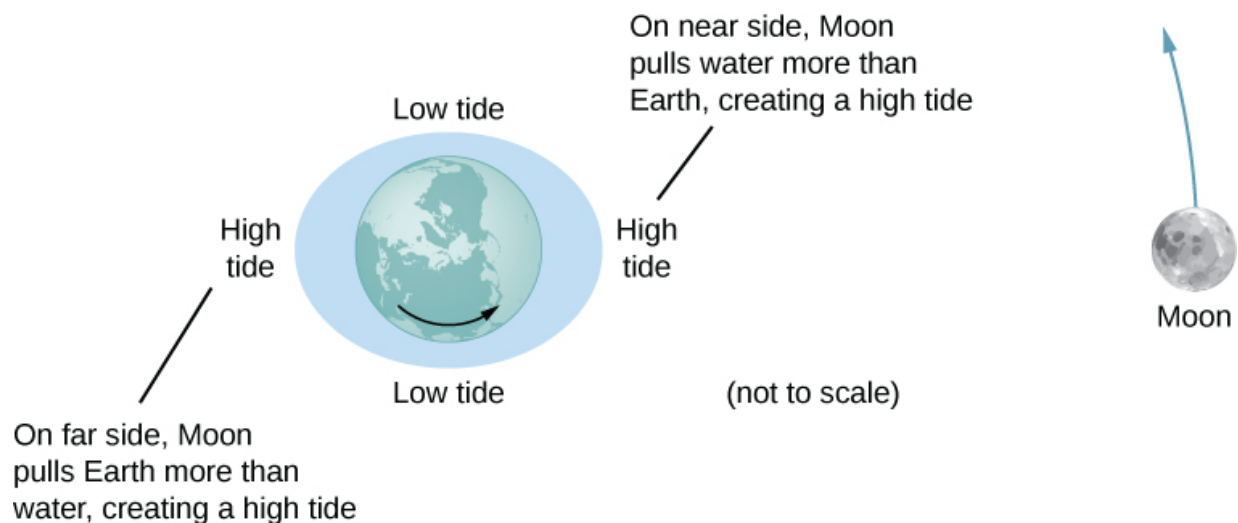 On near side, Moon
pulls water more than
Earth, creating a high tide
Low tide
High
tide
High
tide
Moon
Low tide
(not to scale)
On far side, Moon
pulls Earth more than
water, creating a high tide